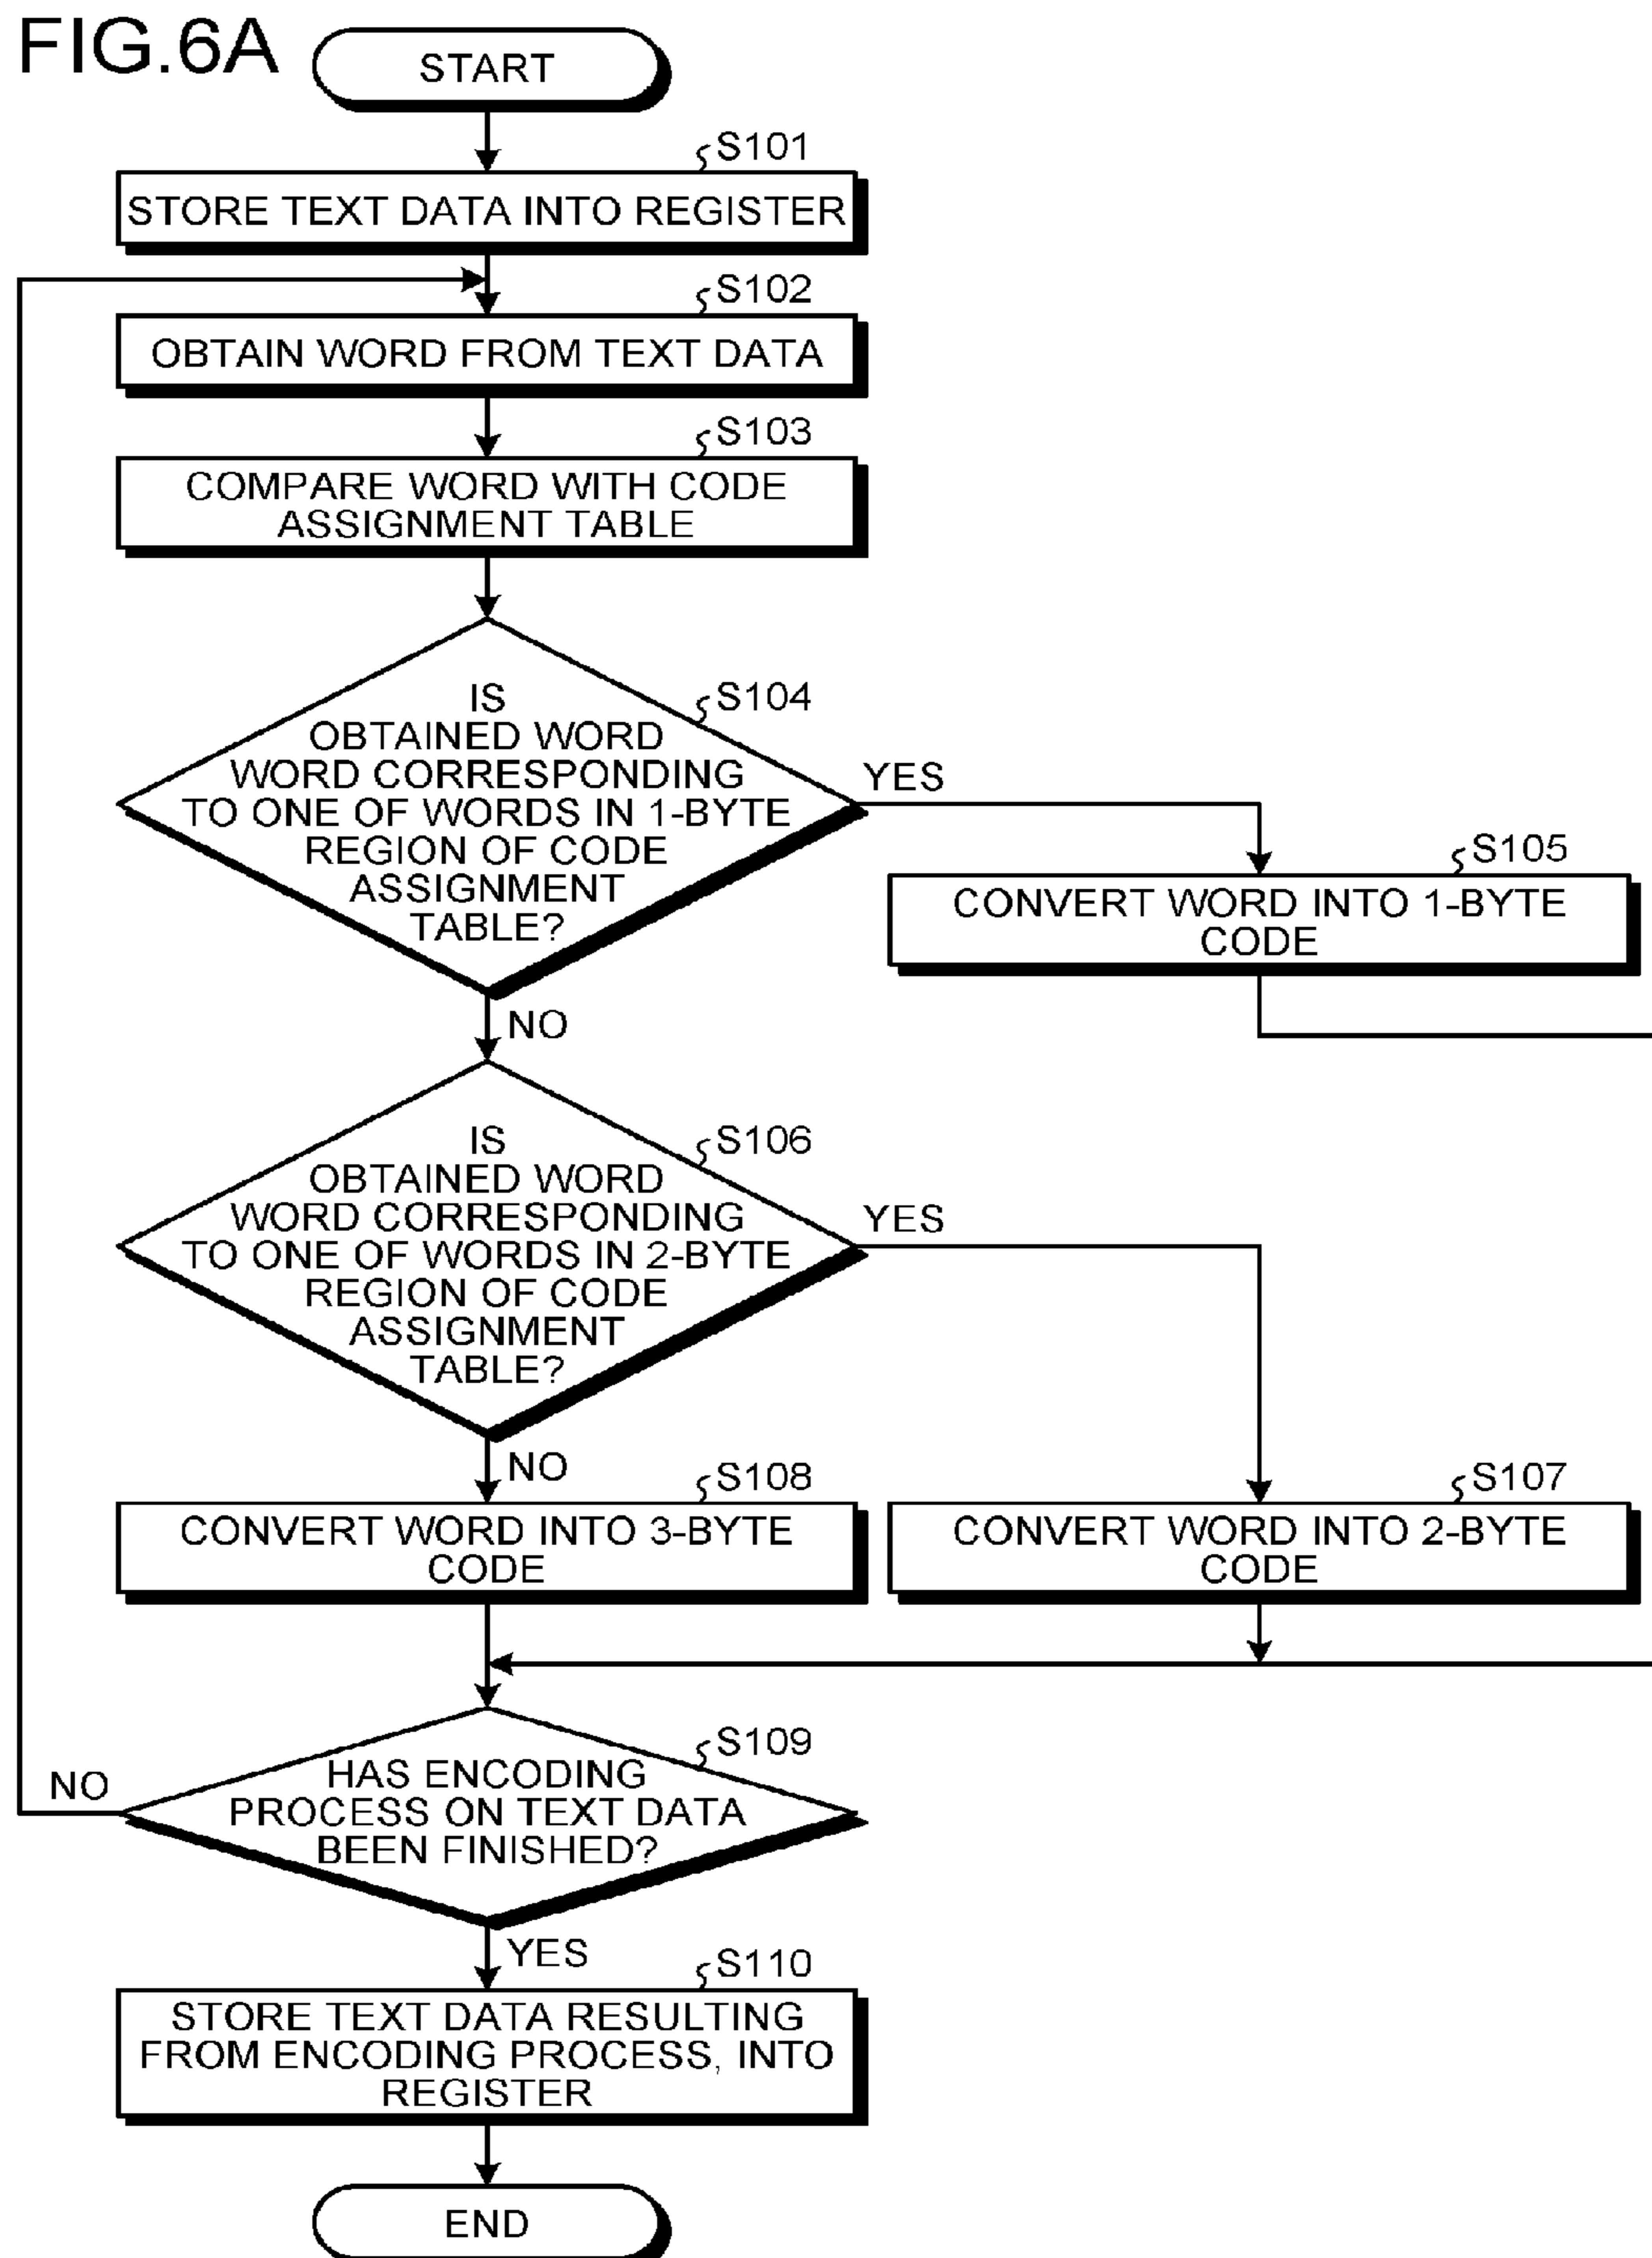 FIG.6A
START
S101
STORE TEXT DATA INTO REGISTER
S102
OBTAIN WORD FROM TEXT DATA
S103
COMPARE WORD WITH CODE
ASSIGNMENT TABLE
S104
IS
OBTAINED WORD
WORD CORRESPONDING
TO ONE OF WORDS IN 1-BYTE
REGION OF CODE
ASSIGNMENT
TABLE?
YES
S105
CONVERT WORD INTO 1-BYTE
CODE
NO
S106
IS
OBTAINED WORD
WORD CORRESPONDING
TO ONE OF WORDS IN 2-BYTE
REGION OF CODE
ASSIGNMENT
TABLE?
YES
NO
S108
CONVERT WORD INTO 3-BYTE
CODE
S107
CONVERT WORD INTO 2-BYTE
CODE
S109
HAS ENCODING
PROCESS ON TEXT DATA
BEEN FINISHED?
NO
YES
S110
STORE TEXT DATA RESULTING
FROM ENCODING PROCESS, INTO
REGISTER
END